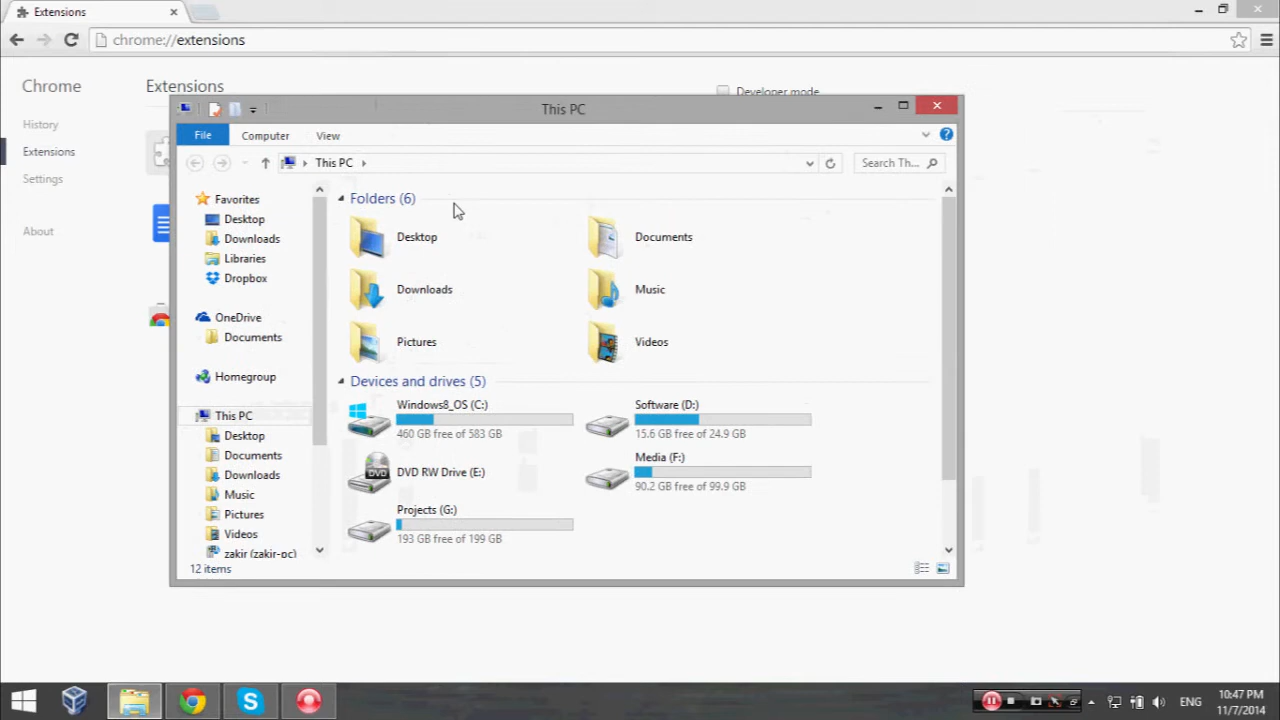 Extensions
chrome://extensions
Chrome
Extensions
Developer mode
History
Extensions
Settings
About
This PC
File
Computer
View
This PC
Search Th...
Favorites
Desktop
Downloads
Libraries
Dropbox
OneDrive
Documents
Homegroup
This PC
Desktop
Documents
Downloads
Music
Pictures
Videos
zakir (zakir-pc)
Folders (6)
Desktop
Documents
Downloads
Music
Pictures
Videos
Devices and drives (5)
Windows8_OS (C:)
460 GB free of 583 GB
Software (D:)
15.6 GB free of 24.9 GB
DVD RW Drive (E:)
Media (F:)
90.2 GB free of 99.9 GB
Projects (G:)
193 GB free of 199 GB
12 items
ENG
10:47 PM
11/7/2014